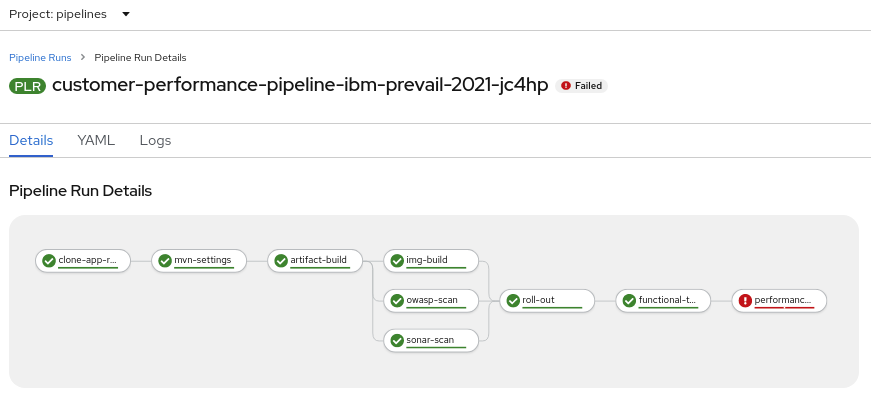 Project: pipelines
Pipeline Runs > Pipeline Run Details
PLR customer-performance-pipeline-ibm-prevail-2021-jc4hp Failed
Details YAML Logs
Pipeline Run Details
clone-app-r... mvn-settings artifact-build img-build
owasp-scan roll-out functional-t... performanc...
sonar-scan